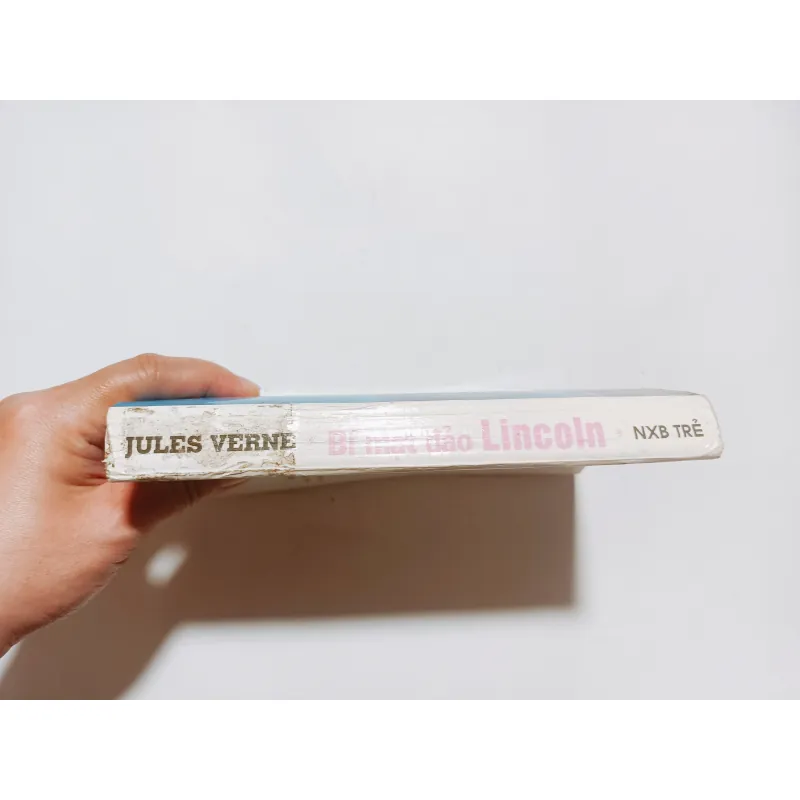 JULES VERNE Bí mật đảo Lincoln NXB TRẺ